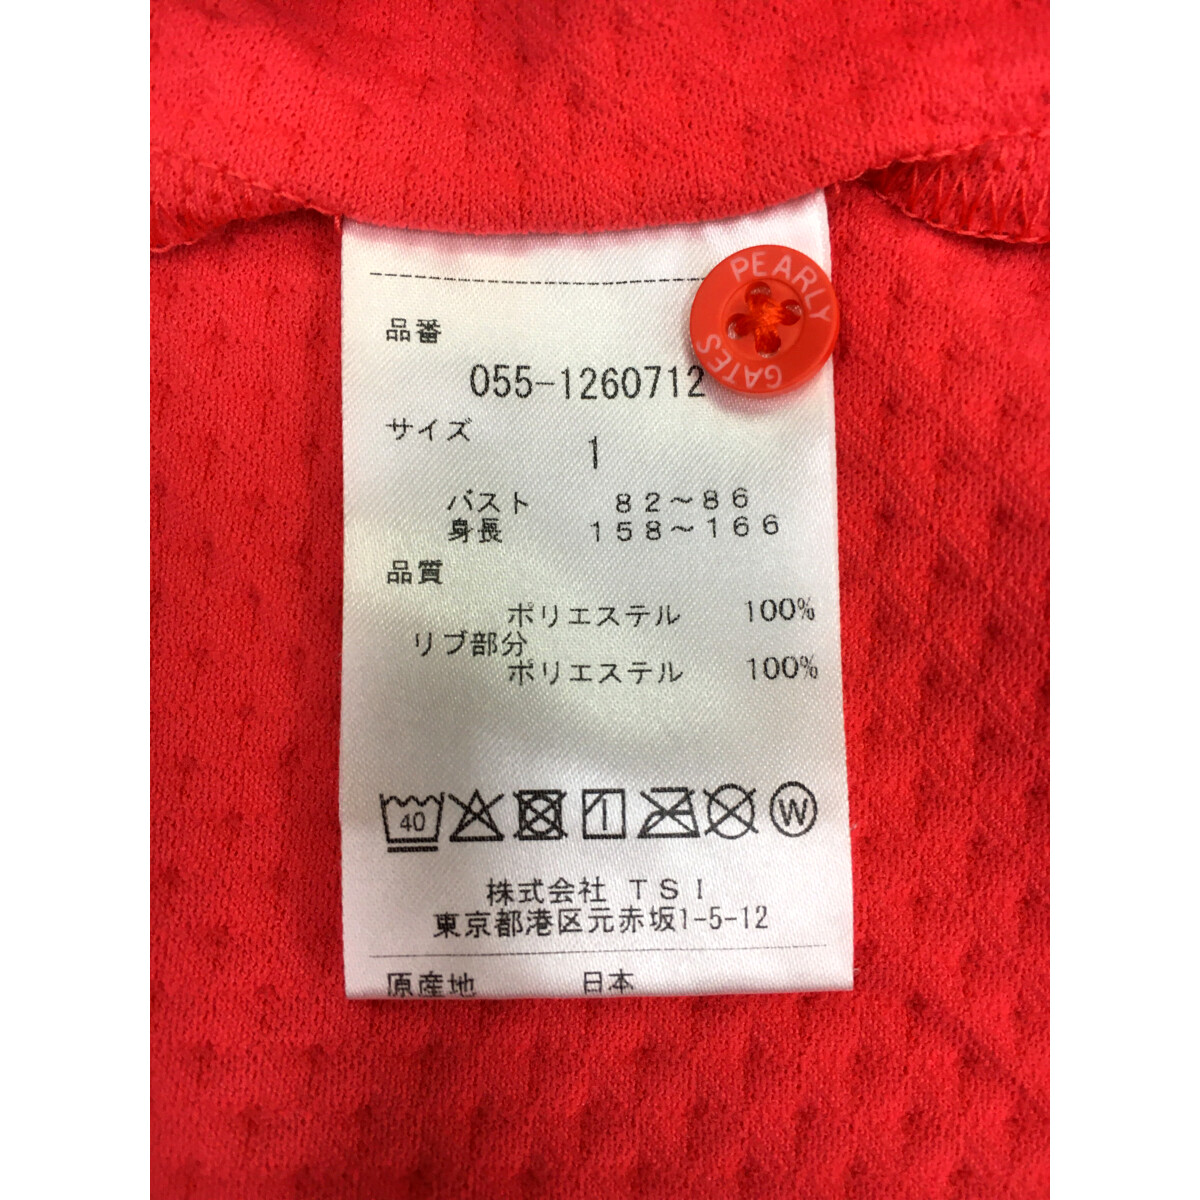 PEARLY
GATES
品番
055-1260712
サイズ
1
バスト 82~86
身長 158~166
品質
ポリエステル 100%
リブ部分
ポリエステル 100%
40
W
株式会社 TSI
東京都港区元赤坂1-5-12
原産地 日本